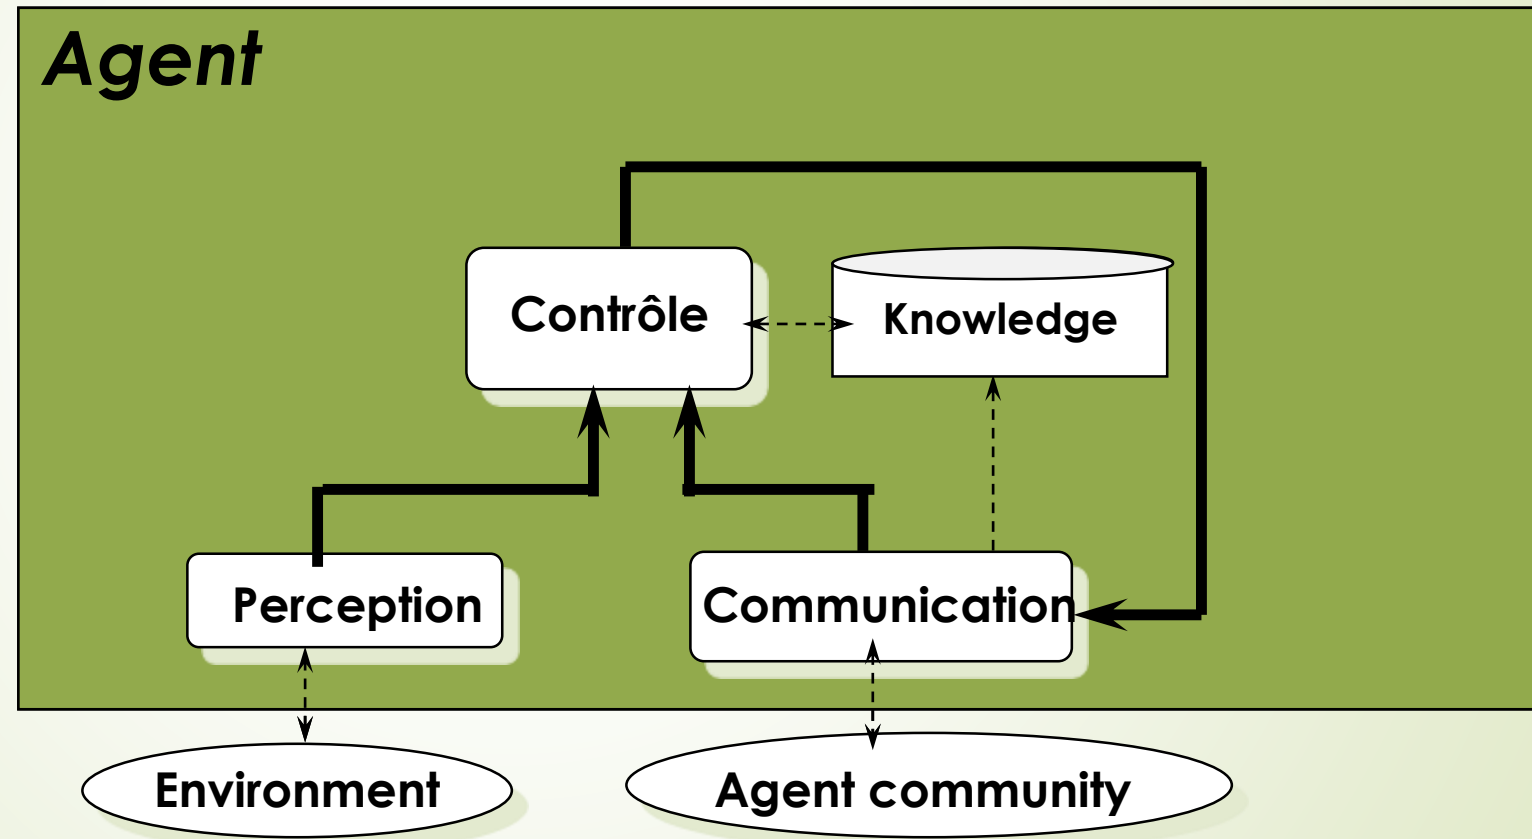 Agent
Contrôle
Knowledge
Perception
Communication
Environment
Agent community